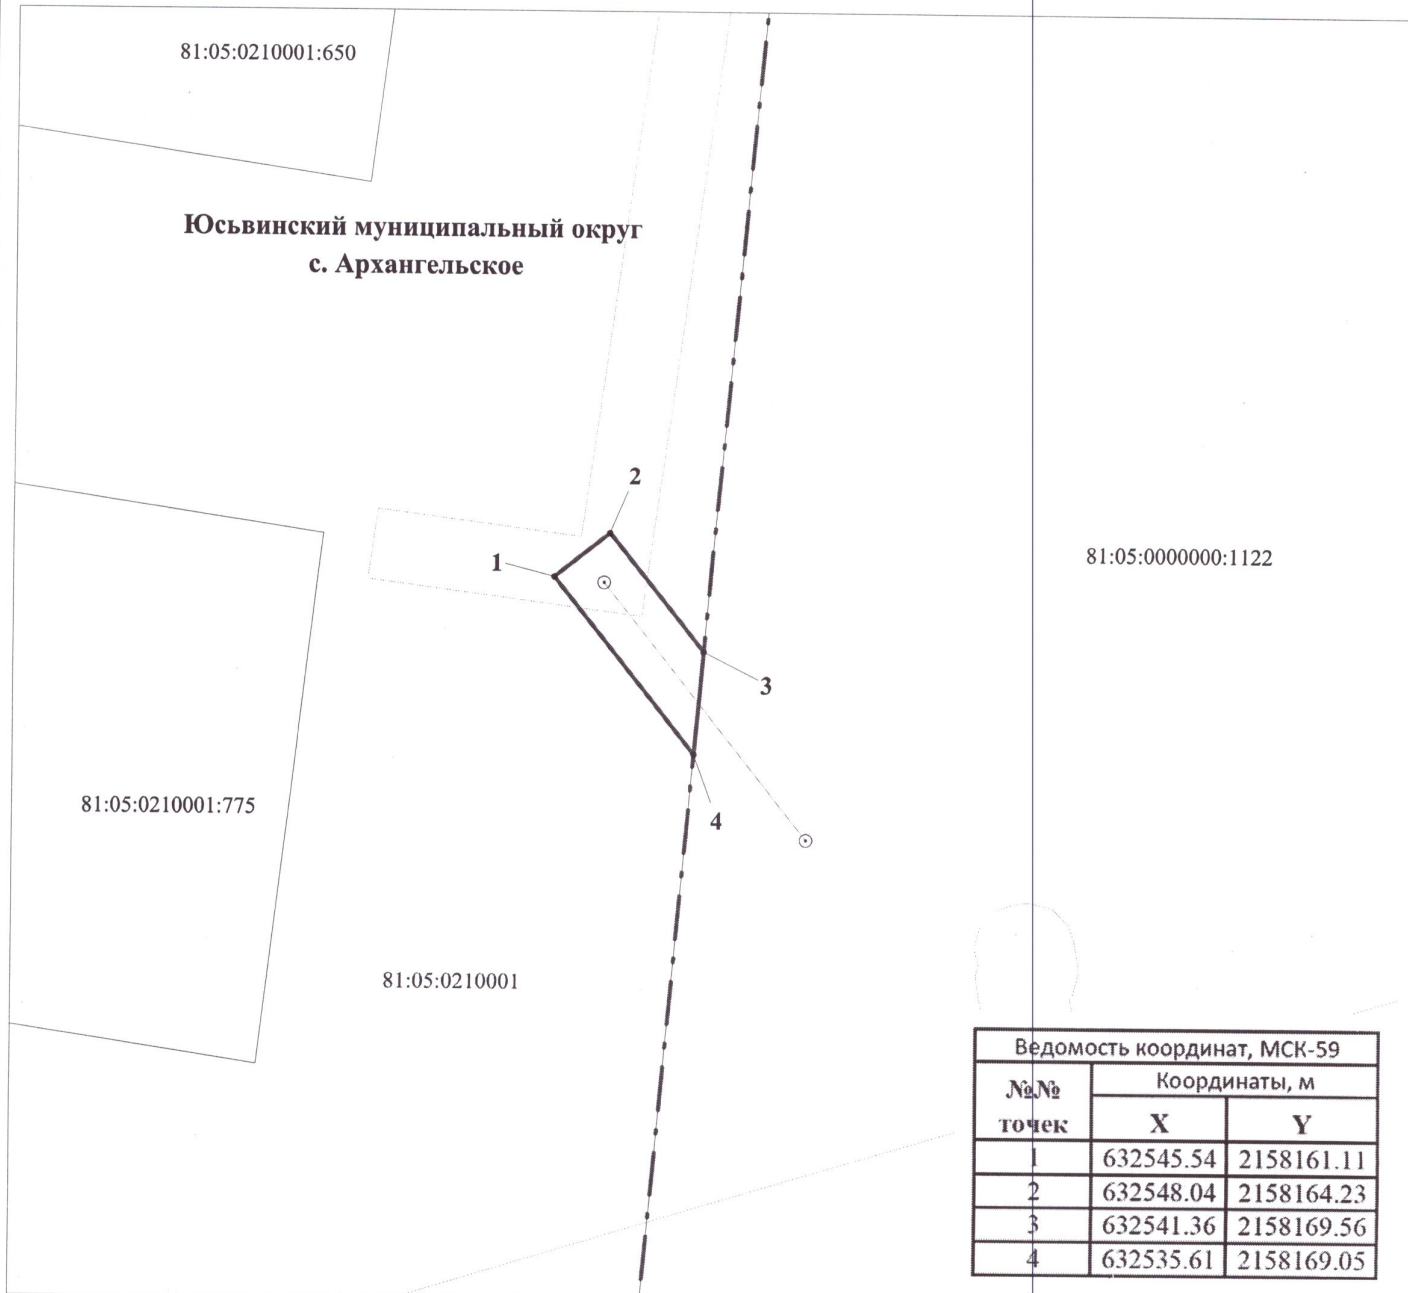 81:05:0210001:650
Юсьвинский муниципальный округ
с. Архангельское
2
1
81:05:0000000:1122
3
81:05:0210001:775
4
81:05:0210001
Ведомость координат, МСК-59
№№ точек Координаты, м
X Y
1 632545.54 2158161.11
2 632548.04 2158164.23
3 632541.36 2158169.56
4 632535.61 2158169.05